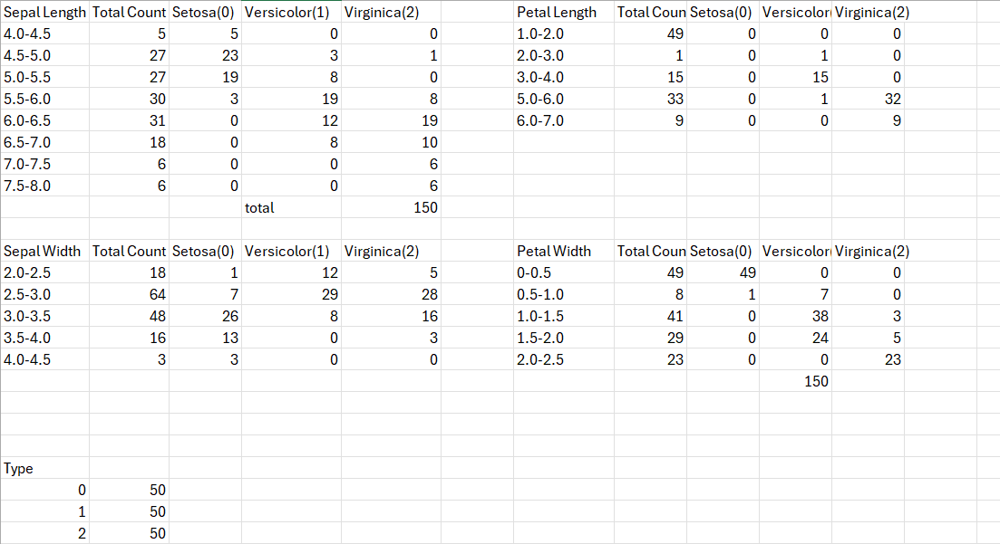 Sepal Length Total Count Setosa(0) Versicolor(1) Virginica(2)
4.0-4.5 5 5 0 0
4.5-5.0 27 23 3 1
5.0-5.5 27 19 8 0
5.5-6.0 30 3 19 8
6.0-6.5 31 0 12 19
6.5-7.0 18 0 8 10
7.0-7.5 6 0 0 6
7.5-8.0 6 0 0 6
total 150
Petal Length Total Coun Setosa(0) Versicolor( Virginica(2)
1.0-2.0 49 0 0 0
2.0-3.0 1 0 1 0
3.0-4.0 15 0 15 0
5.0-6.0 33 0 1 32
6.0-7.0 9 0 0 9
Sepal Width Total Count Setosa(0) Versicolor(1) Virginica(2)
2.0-2.5 18 1 12 5
2.5-3.0 64 7 29 28
3.0-3.5 48 26 8 16
3.5-4.0 16 13 0 3
4.0-4.5 3 3 0 0
Petal Width Total Coun Setosa(0) Versicolor( Virginica(2)
0-0.5 49 49 0 0
0.5-1.0 8 1 7 0
1.0-1.5 41 0 38 3
1.5-2.0 29 0 24 5
2.0-2.5 23 0 0 23
150
Type
0 50
1 50
2 50